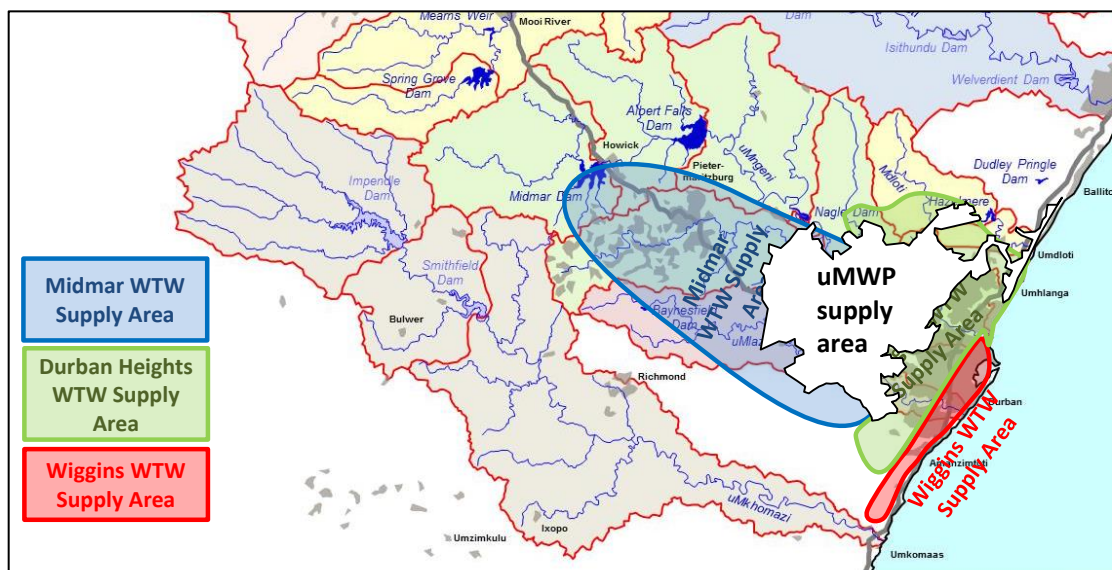 Mearns Weir
Mooi River
Dam
Isithundu Dam
Welverdient Dam
Spring Grove
Dam
Albert Falls
Dam
Howick
uMngeni
Pieter-
maritzburg
Dudley Pringle
Dam
Ballito
Impendle
Dam
Midmar Dam
Mdloti
Nagle Dam
Hazelmere
Umdloti
Midmar WTW
Supply Area
Midmar
WTW Supply
Area
uMWP
supply
area
Umhlanga
Smithfield
Dam
Baynesfield
Dam
uMlaz
WTW
Supply Area
Bulwer
Durban Heights
WTW Supply
Area
Richmond
Durban
Wiggins WTW
Supply Area
Amanzimtoti
Wiggins WTW
Supply Area
uMkhomazi
Ixopo
Umzimkulu
Umkomaas